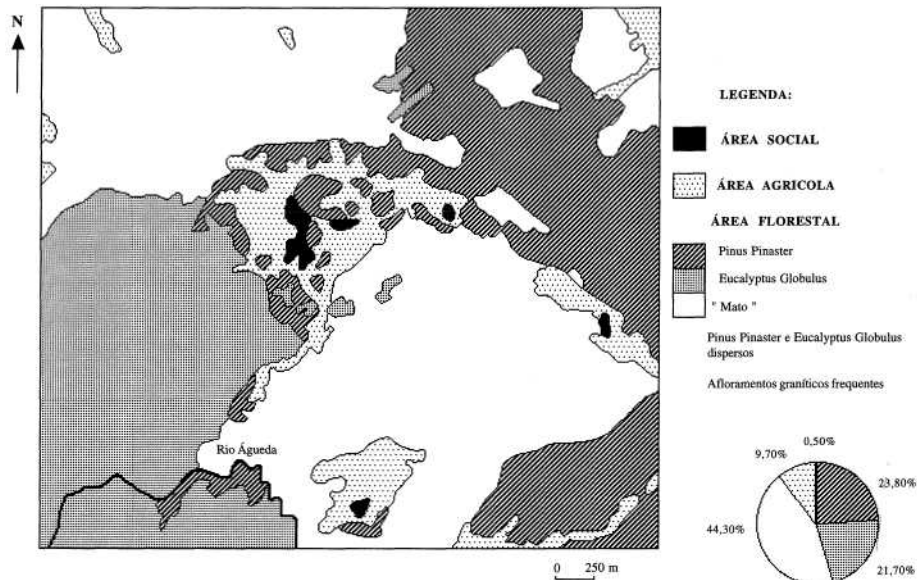 N
LEGENDA:
ÁREA SOCIAL
ÁREA AGRICOLA
ÁREA FLORESTAL
Pinus Pinaster
Eucalyptus Globulus
" Mato "
Pinus Pinaster e Eucalyptus Globulus
dispersos
Afloramentos graníticos frequentes
Rio Águeda
0,50%
9,70%
23,80%
44,30%
21,70%
0 250 m